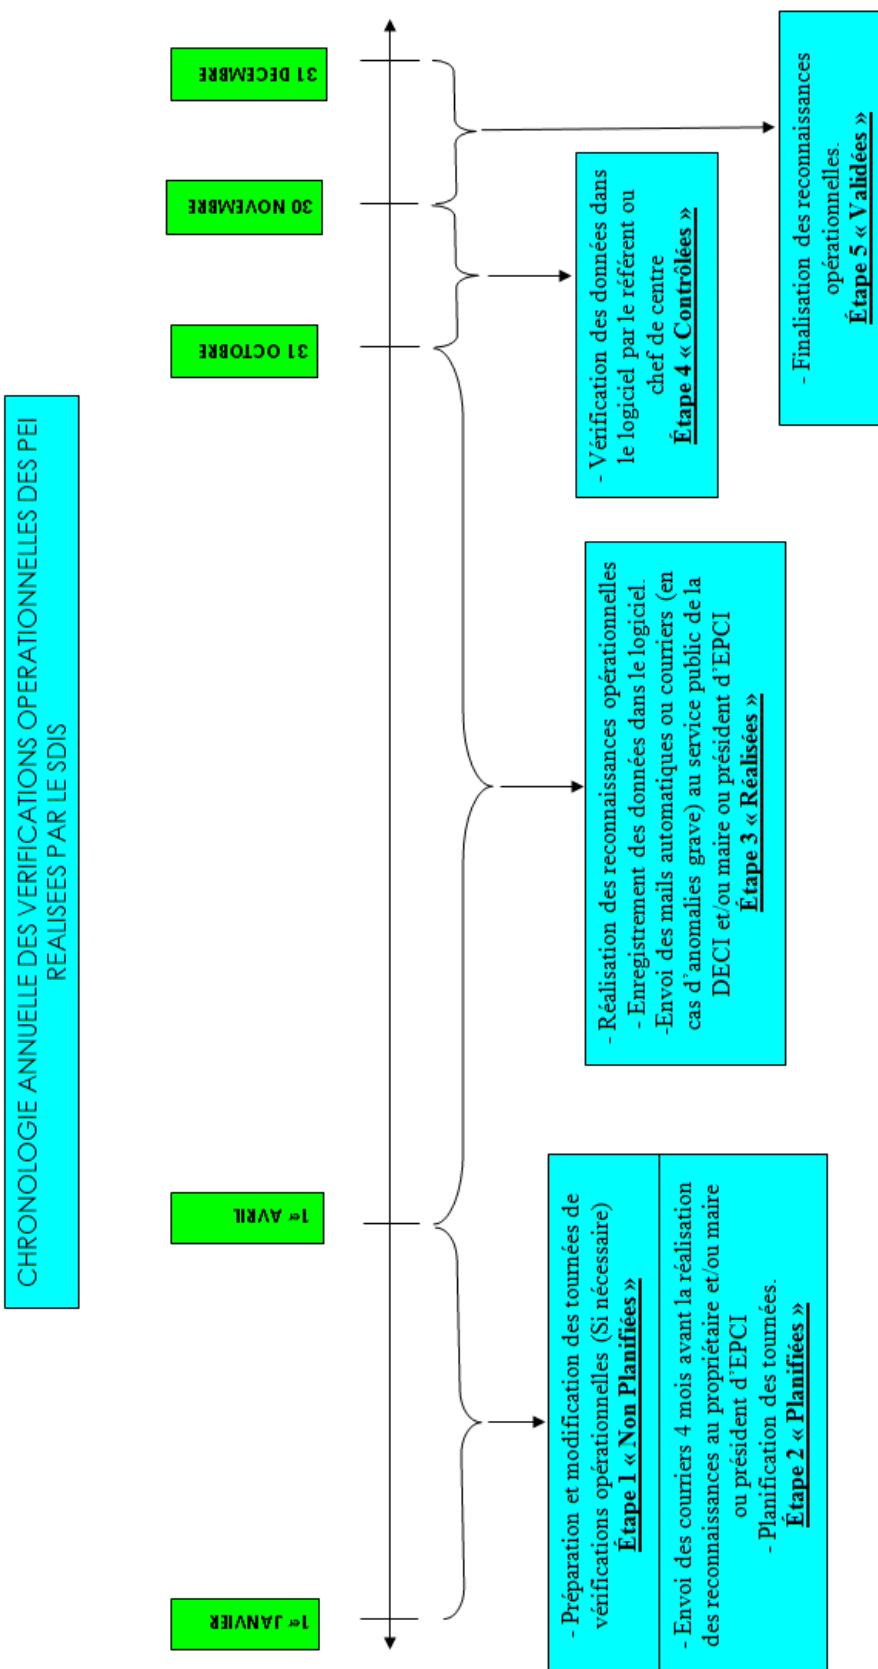 CHRONOLOGIE ANNUELLE DES VERIFICATIONS OPERATIONNELLES DES PEI
REALISEES PAR LE SDIS
1er JANVIER
1er AVRIL
31 OCTOBRE
30 NOVEMBRE
31 DECEMBRE
- Préparation et modification des tournées de
vérifications opérationnelles (Si nécessaire)
Étape 1 « Non Planifiées »
- Envoi des courriers 4 mois avant la réalisation
des reconnaissances au propriétaire et/ou maire
ou président d'EPCI
- Planification des tournées.
Étape 2 « Planifiées »
- Réalisation des reconnaissances opérationnelles
- Enregistrement des données dans le logiciel.
-Envoi des mails automatiques ou courriers (en
cas d'anomalies grave) au service public de la
DECI et/ou maire ou président d'EPCI
Étape 3 « Réalisées »
- Vérification des données dans
le logiciel par le référent ou
chef de centre
Étape 4 « Contrôlées »
- Finalisation des reconnaissances
opérationnelles.
Étape 5 « Validées »